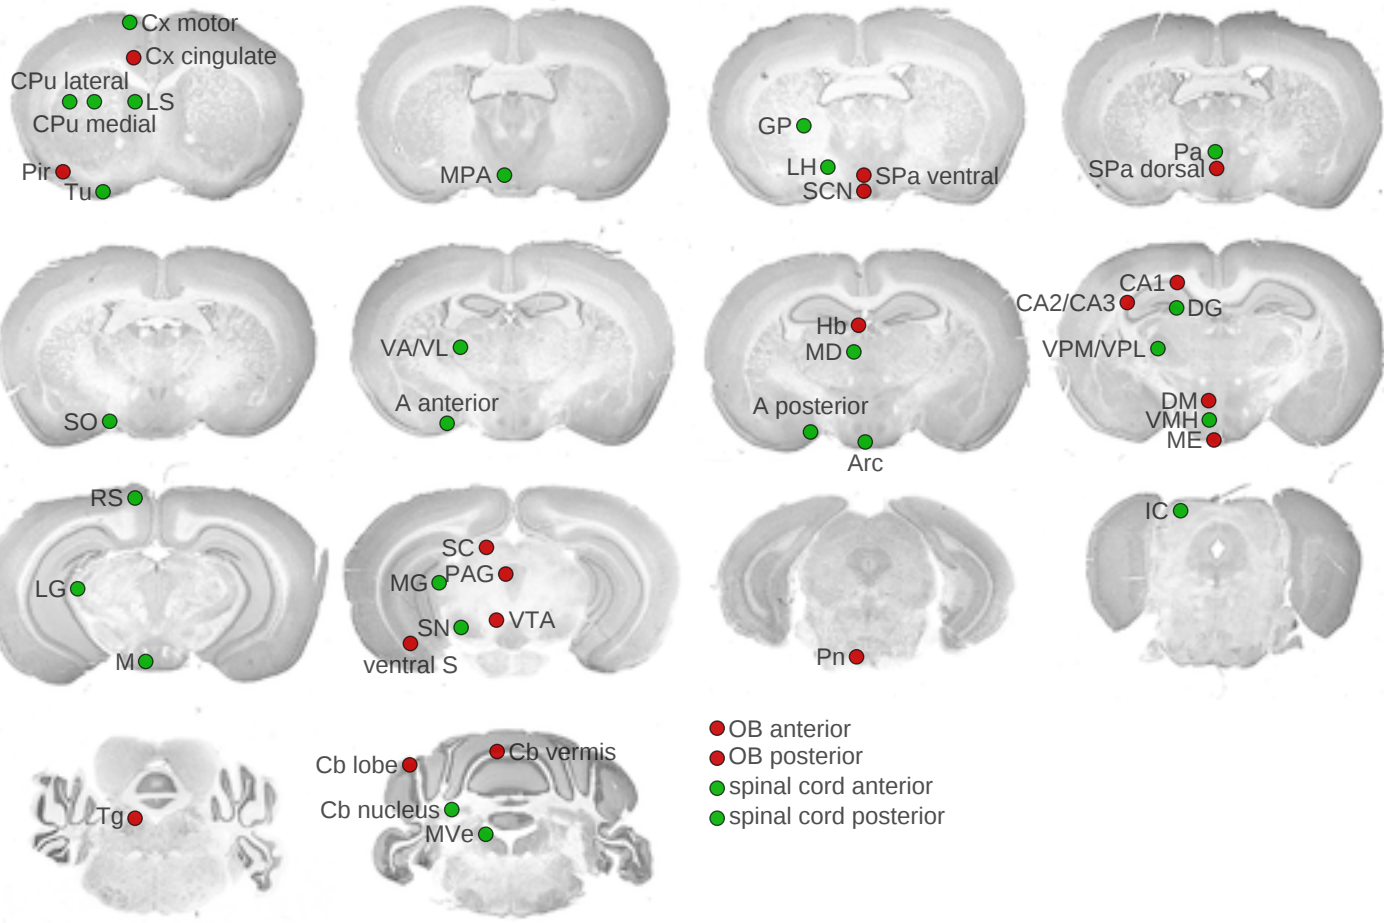 Cx motor
Cx cingulate
CPu lateral
LS
CPu medial
Pir
Tu
MPA
GP
LH
SPa ventral
SCN
Pa
SPa dorsal
SO
VA/VL
A anterior
Hb
MD
A posterior
Arc
CA1
CA2/CA3
DG
VPM/VPL
DM
VMH
ME
RS
LG
M
SC
MG
PAG
SN
VTA
ventral S
Pn
IC
Tg
Cb lobe
Cb vermis
Cb nucleus
MVe
OB anterior
OB posterior
spinal cord anterior
spinal cord posterior